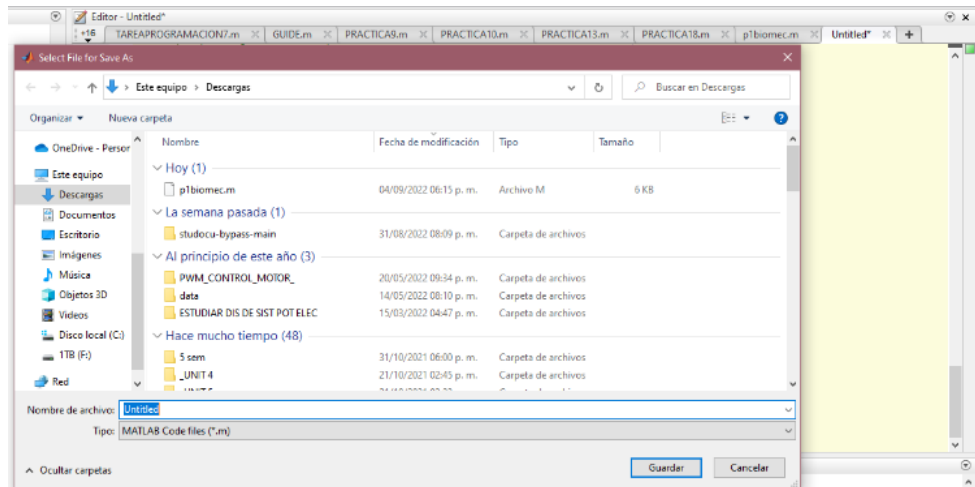 Editor - Untitled*
+16 TAREAPROGRAMACION7.m GUIDE.m PRACTICA9.m PRACTICA10.m PRACTICA13.m PRACTICA18.m p1biomec.m Untitled* +
Select File for Save As
Este equipo > Descargas Buscar en Descargas
Organizar Nueva carpeta
Nombre Fecha de modificación Tipo Tamaño
OneDrive - Person
Hoy (1)
Este equipo
p1biomec.m 04/09/2022 06:15 p. m. Archivo M 6 KB
Descargas
Documentos La semana pasada (1)
Escritorio studocu-bypass-main 31/08/2022 08:09 p. m. Carpeta de archivos
Imágenes Al principio de este año (3)
Música PWM_CONTROL_MOTOR_ 20/05/2022 09:34 p. m. Carpeta de archivos
Objetos 3D data 14/05/2022 08:10 p. m. Carpeta de archivos
Videos ESTUDIAR DIS DE SIST POT ELEC 15/03/2022 04:47 p. m. Carpeta de archivos
Disco local (C:) Hace mucho tiempo (48)
1TB (F:) 5 sem 31/10/2021 06:00 p. m. Carpeta de archivos
Red _UNIT 4 21/10/2021 02:45 p. m. Carpeta de archivos
Nombre de archivo: Untitled
Tipo: MATLAB Code files (*.m)
Ocultar carpetas Guardar Cancelar